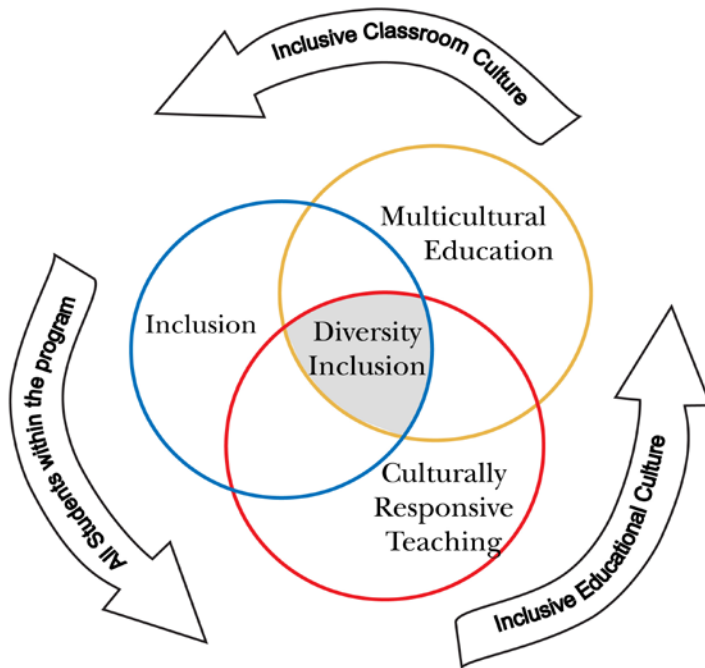 Inclusive Classroom Culture
Multicultural
Education
Inclusion
Diversity
Inclusion
Culturally
Responsive
Teaching
All Students within the program
Inclusive Educational Culture